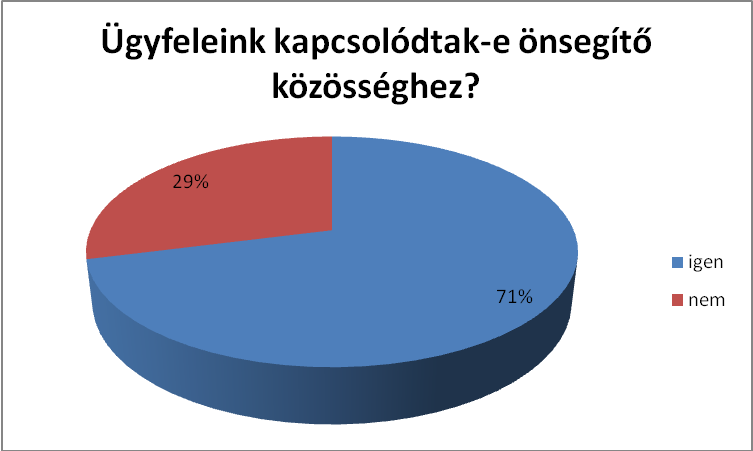 Ügyfeleink kapcsolódtak-e önsegítő
közösséghez?
29%
71%
igen
nem